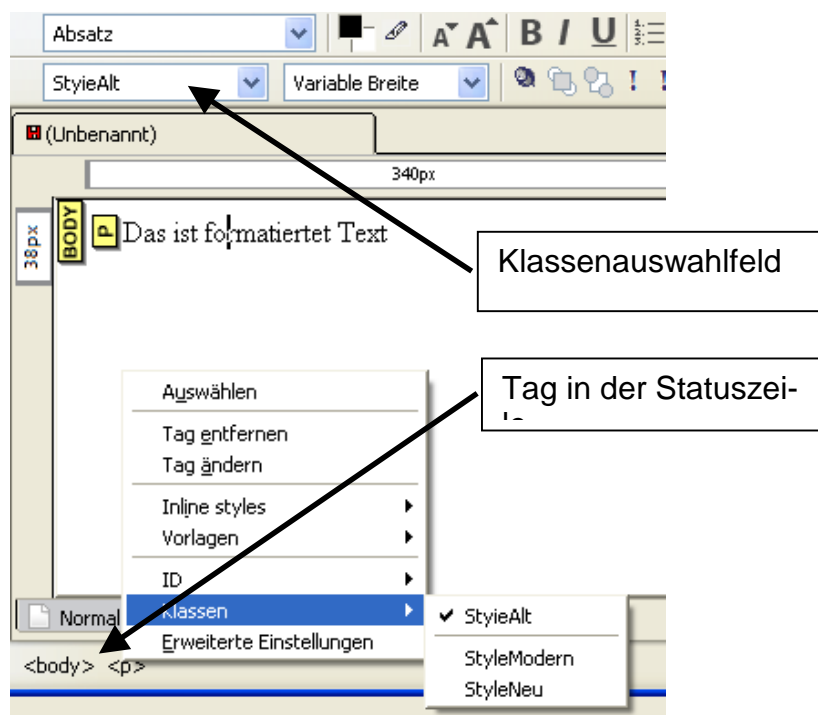 Absatz
A A B I U
StyieAlt Variable Breite ! !
(Unbenannt)
340px
38px
BODY P Das ist formatiertet Text
Klassenauswahlfeld
Tag in der Statuszei-
Auswählen
Tag entfernen
Tag ändern
Inline styles
Vorlagen
ID
Normal Klassen StyieAlt
Erweiterte Einstellungen
StyleModern
StyleNeu
<body> <p>